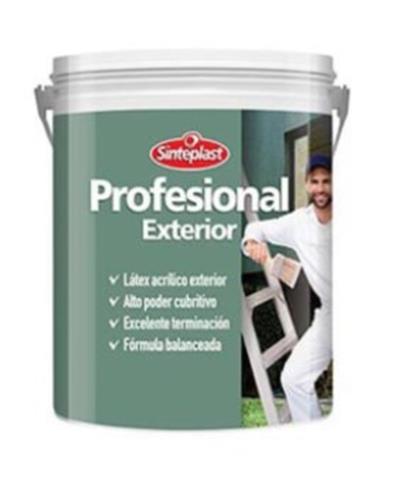 Sinteplast
Profesional
Exterior
✓ Látex acrílico exterior
✓ Alto poder cubritivo
✓ Excelente terminación
✓ Fórmula balanceada